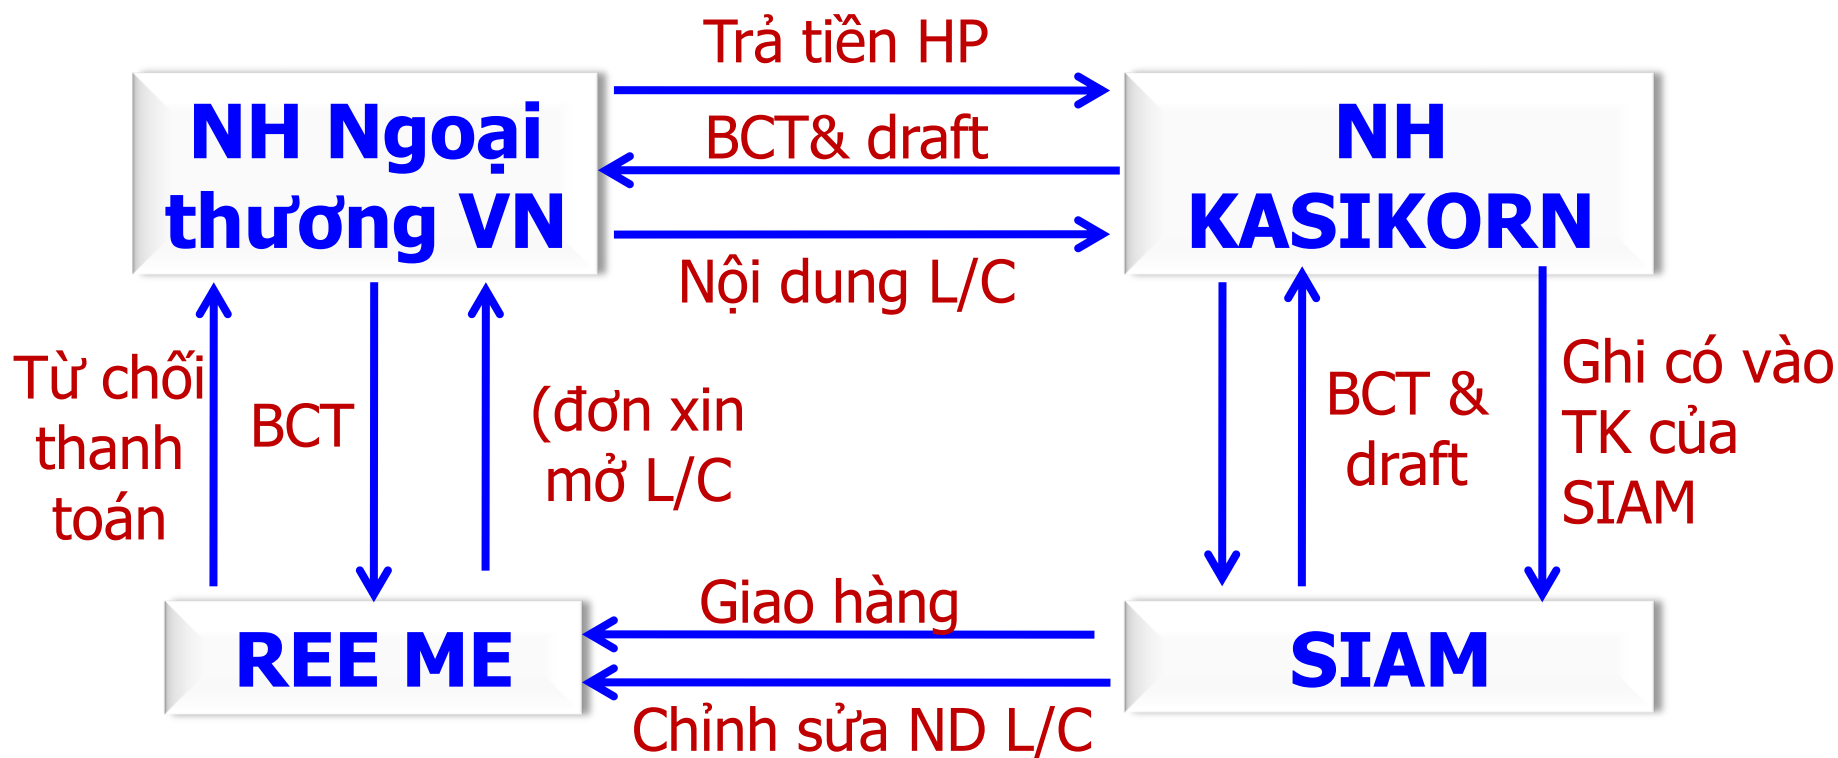 Trả tiền HP
NH Ngoại
thương VN
BCT& draft
NH
KASIKORN
Nội dung L/C
Từ chối
thanh
toán
BCT
(đơn xin
mở L/C
BCT &
draft
Ghi có vào
TK của
SIAM
Giao hàng
REE ME
SIAM
Chỉnh sửa ND L/C